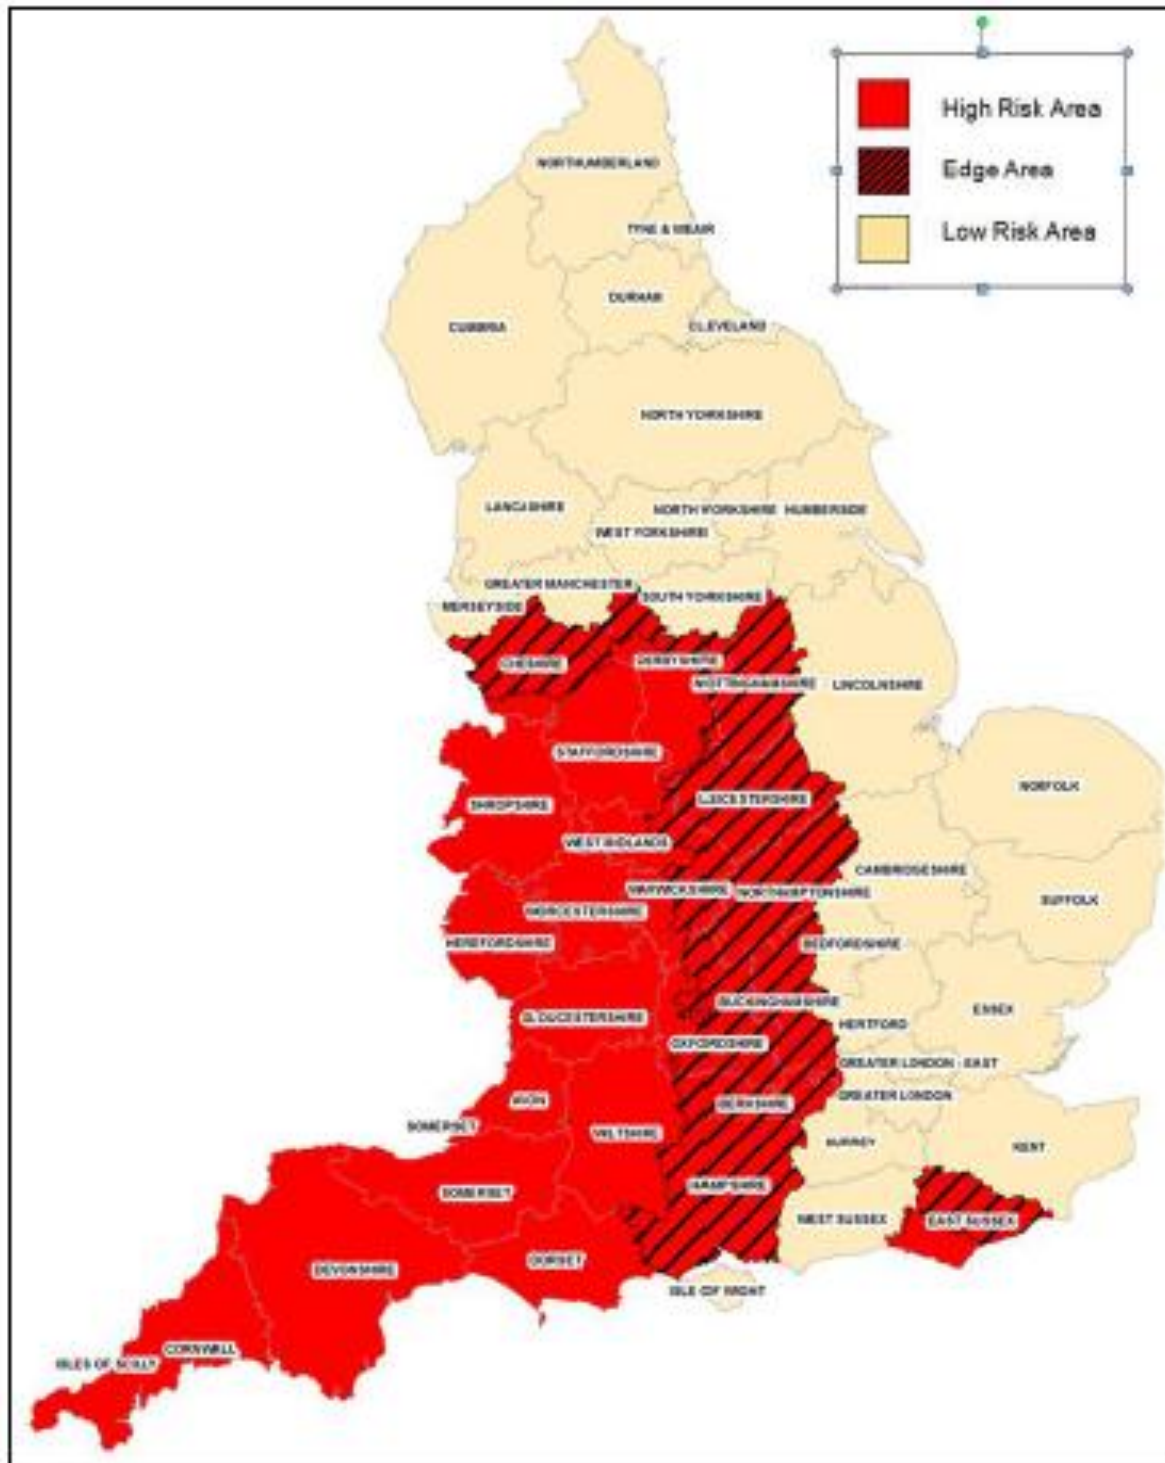 High Risk Area
Edge Area
Low Risk Area
NORTHUMBERLAND
TYNE & WEAR
DURHAM
CLEVELAND
CUMBRIA
NORTH YORKSHIRE
LANCASHIRE
NORTH YORKSHIRE
HUMBERSIDE
WEST YORKSHIRE
GREATER MANCHESTER
SOUTH YORKSHIRE
MERSEYSIDE
CHESHIRE
DERBYSHIRE
NOTTINGHAMSHIRE
LINCOLNSHIRE
STAFFORDSHIRE
NORFOLK
LEICESTERSHIRE
SHROPSHIRE
WEST MIDLANDS
CAMBRIDGESHIRE
WARWICKSHIRE
NORTHAMPTONSHIRE
SUFFOLK
WORCESTERSHIRE
HEREFORDSHIRE
BEDFORDSHIRE
BUCKINGHAMSHIRE
ESSEX
GLOUCESTERSHIRE
HERTFORD
OXFORDSHIRE
GREATER LONDON - EAST
AVON
GREATER LONDON
BERKSHIRE
SOMERSET
WILTSHIRE
SURREY
KENT
SOMERSET
HAMPSHIRE
WEST SUSSEX
EAST SUSSEX
DORSET
DEVONSHIRE
ISLE OF WIGHT
CORNWALL
ISLES OF SCILLY